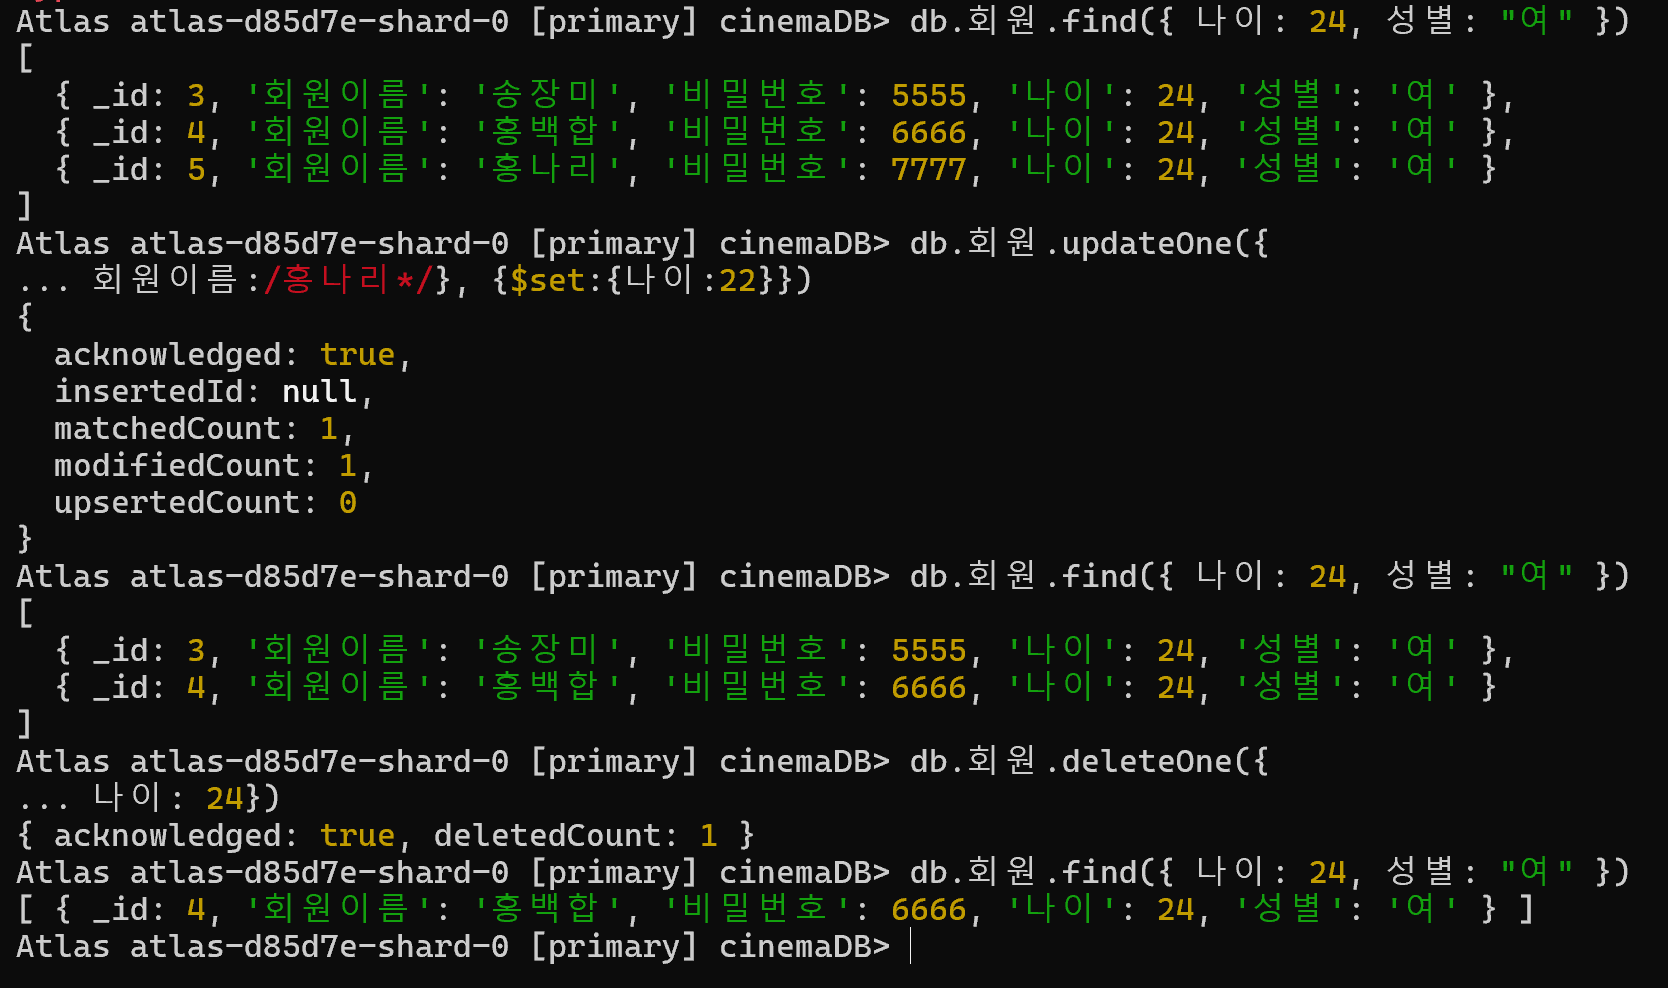 Atlas atlas-d85d7e-shard-0 [primary] cinemaDB> db.회원.find({ 나이: 24, 성별: "여" })
[
  { _id: 3, '회원이름': '송장미', '비밀번호': 5555, '나이': 24, '성별': '여' },
  { _id: 4, '회원이름': '홍백합', '비밀번호': 6666, '나이': 24, '성별': '여' },
  { _id: 5, '회원이름': '홍나리', '비밀번호': 7777, '나이': 24, '성별': '여' }
]
Atlas atlas-d85d7e-shard-0 [primary] cinemaDB> db.회원.updateOne({
... 회원이름:/홍나리*/}, {$set:{나이:22}})
{
  acknowledged: true,
  insertedId: null,
  matchedCount: 1,
  modifiedCount: 1,
  upsertedCount: 0
}
Atlas atlas-d85d7e-shard-0 [primary] cinemaDB> db.회원.find({ 나이: 24, 성별: "여" })
[
  { _id: 3, '회원이름': '송장미', '비밀번호': 5555, '나이': 24, '성별': '여' },
  { _id: 4, '회원이름': '홍백합', '비밀번호': 6666, '나이': 24, '성별': '여' }
]
Atlas atlas-d85d7e-shard-0 [primary] cinemaDB> db.회원.deleteOne({
... 나이: 24})
{ acknowledged: true, deletedCount: 1 }
Atlas atlas-d85d7e-shard-0 [primary] cinemaDB> db.회원.find({ 나이: 24, 성별: "여" })
[ { _id: 4, '회원이름': '홍백합', '비밀번호': 6666, '나이': 24, '성별': '여' } ]
Atlas atlas-d85d7e-shard-0 [primary] cinemaDB>